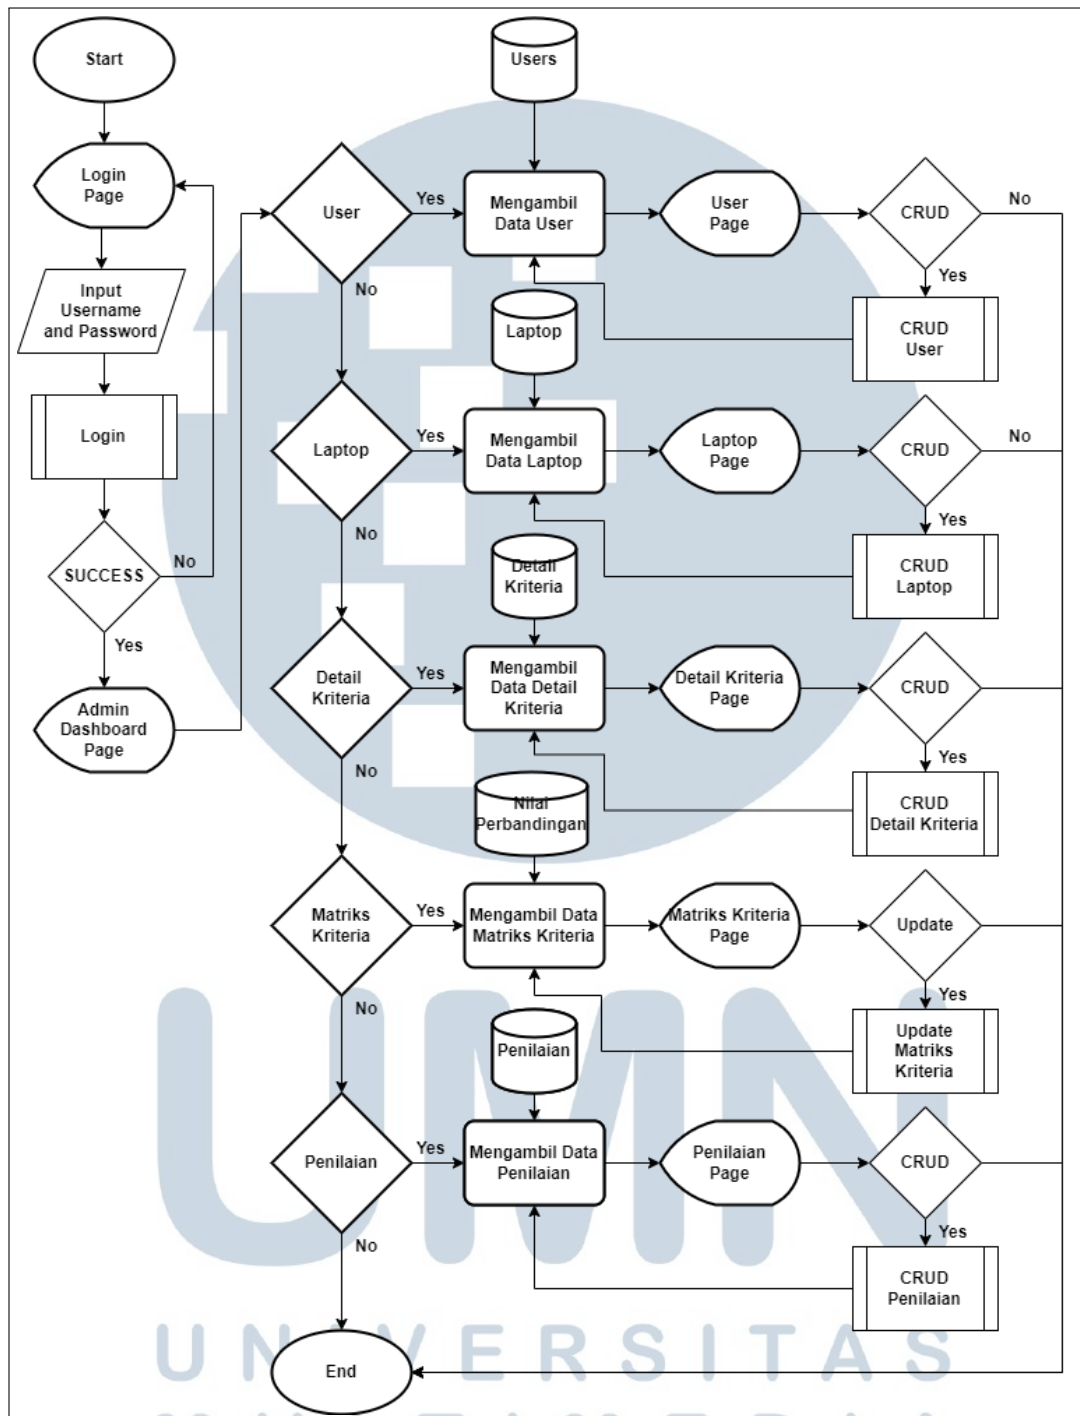 Start
Login
Page
Input
Username
and Password
Login
SUCCESS
No
Yes
Admin
Dashboard
Page
Users
User
Yes
No
Mengambil
Data User
User
Page
CRUD
No
Yes
CRUD
User
Laptop
Laptop
Yes
No
Mengambil
Data Laptop
Laptop
Page
CRUD
No
Yes
CRUD
Laptop
Detail
Kriteria
Detail
Kriteria
Yes
No
Mengambil
Data Detail
Kriteria
Detail Kriteria
Page
CRUD
Yes
CRUD
Detail Kriteria
Nilai
Perbandingan
Matriks
Kriteria
Yes
No
Mengambil Data
Matriks Kriteria
Matriks Kriteria
Page
Update
Yes
Update
Matriks
Kriteria
Penilaian
Penilaian
Yes
No
Mengambil Data
Penilaian
Penilaian
Page
CRUD
Yes
CRUD
Penilaian
End
UMN
UNIVERSITAS